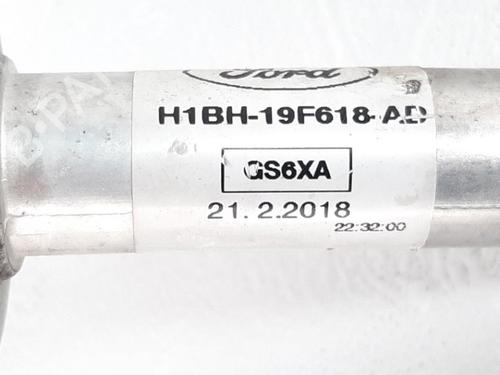 Ford
H1BH-19F618-AD
GS6XA
21. 2.2018
22:32:00